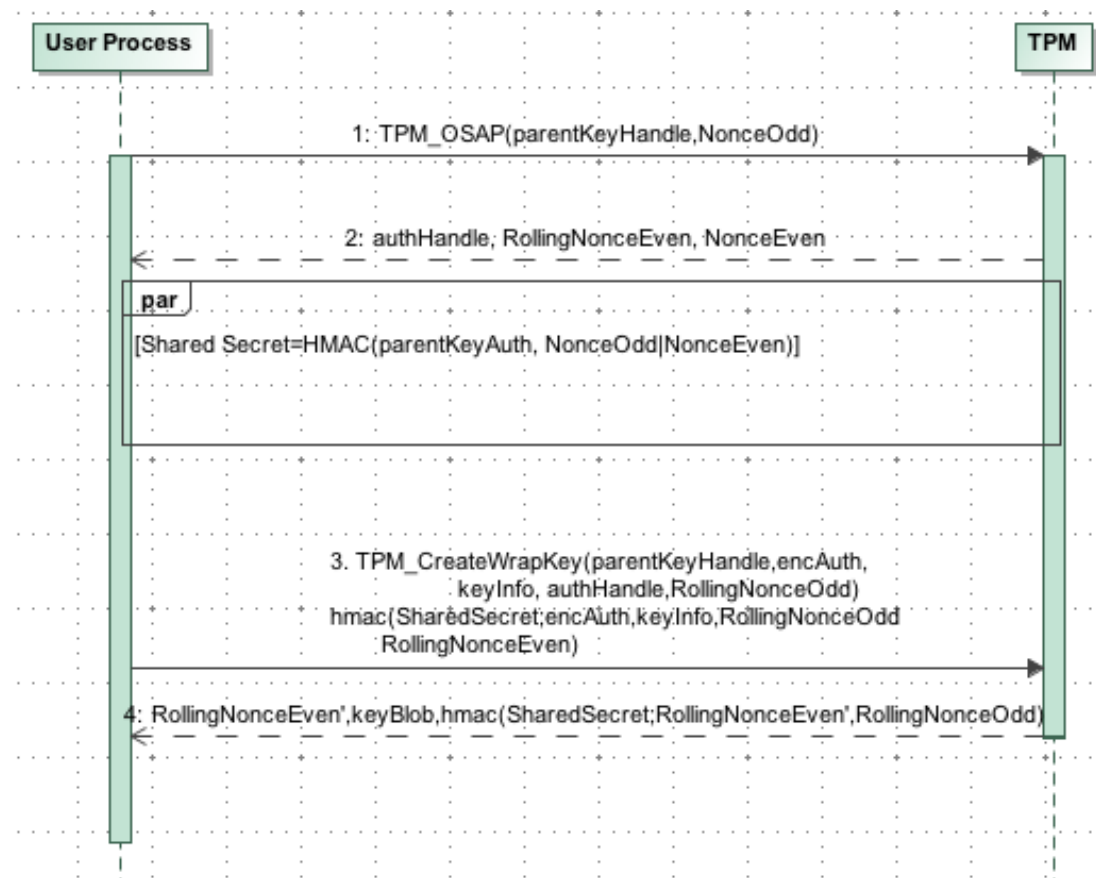 User Process
TPM
1: TPM_OSAP(parentKeyHandle,NonceOdd)
2: authHandle, RollingNonceEven, NonceEven
par
[Shared Secret=HMAC(parentKeyAuth, NonceOdd|NonceEven)]
3. TPM_CreateWrapKey(parentKeyHandle,encAuth,
keyInfo, authHandle,RollingNonceOdd)
hmac(SharedSecret;encAuth,keyInfo,RollingNonceOdd
RollingNonceEven)
4: RollingNonceEven',keyBlob,hmac(SharedSecret;RollingNonceEven',RollingNonceOdd)